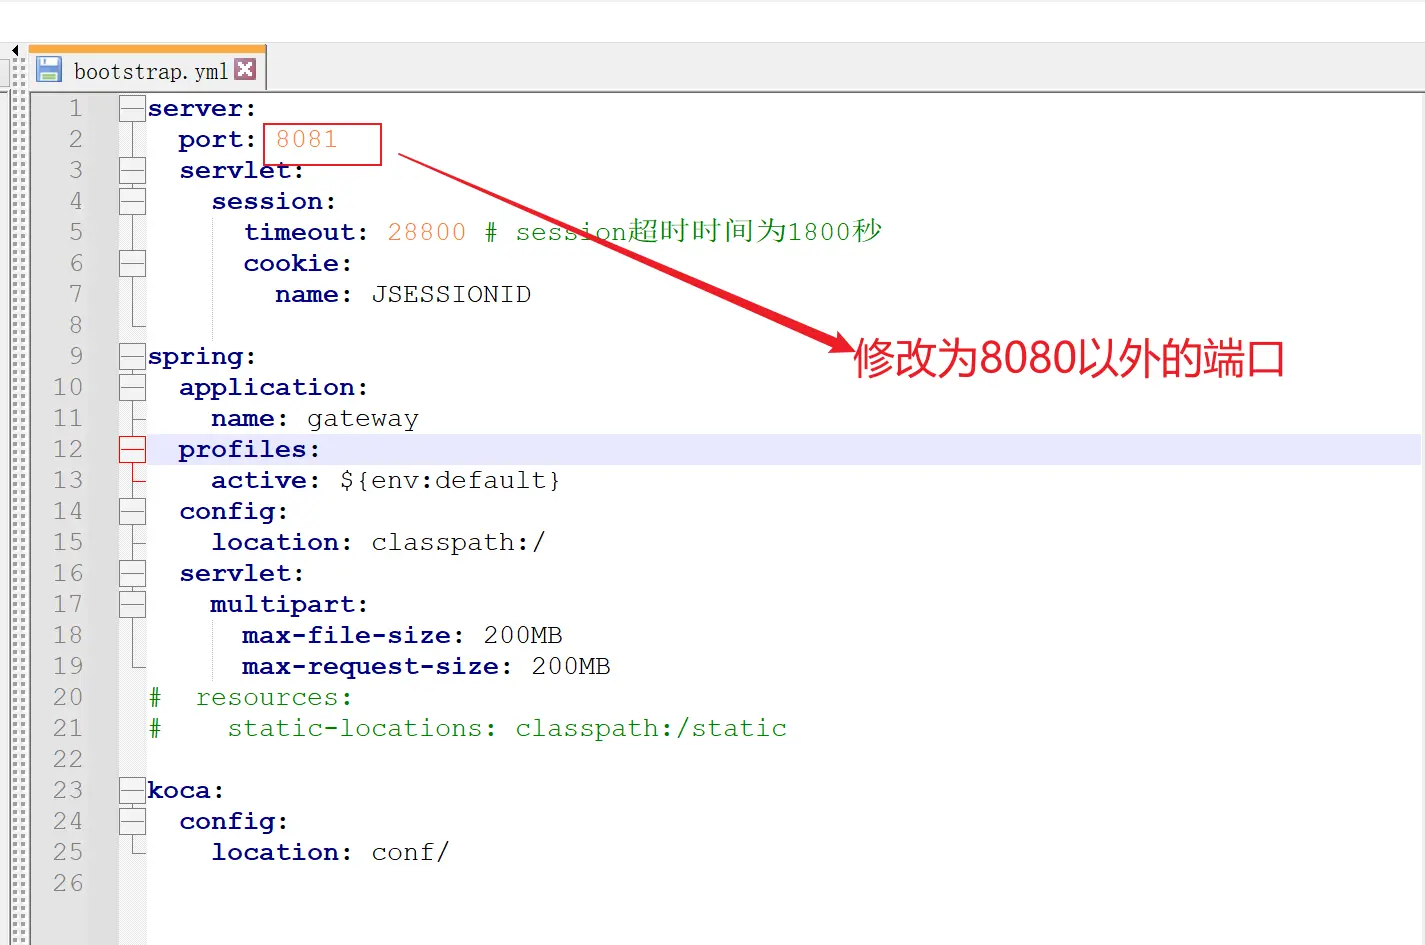 bootstrap.yml
1 server:
2   port: 8081
3   servlet:
4     session:
5       timeout: 28800 # session超时时间为1800秒
6       cookie:
7         name: JSESSIONID
8
修改为8080以外的端口
9 spring:
10   application:
11     name: gateway
12   profiles:
13     active: ${env:default}
14   config:
15     location: classpath:/
16   servlet:
17     multipart:
18       max-file-size: 200MB
19       max-request-size: 200MB
20 #  resources:
21 #    static-locations: classpath:/static
22
23 koca:
24   config:
25     location: conf/
26